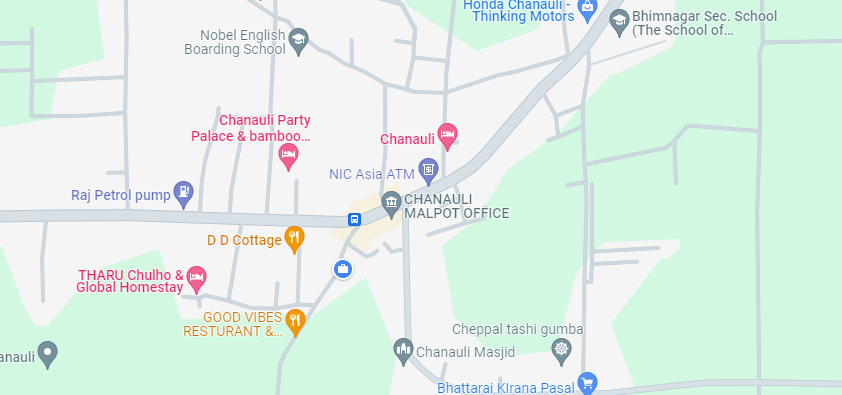 Honda Chanauli -
Thinking Motors
Bhimnagar Sec. School
(The School of…
Nobel English
Boarding School
Chanauli Party
Palace & bamboo...
Chanauli
NIC Asia ATM
Raj Petrol pump
CHANAULI
MALPOT OFFICE
D D Cottage
THARU Chulho &
Global Homestay
GOOD VIBES
RESTURANT &...
Cheppal tashi gumba
anauli
Chanauli Masjid
Bhattarai KIrana Pasal